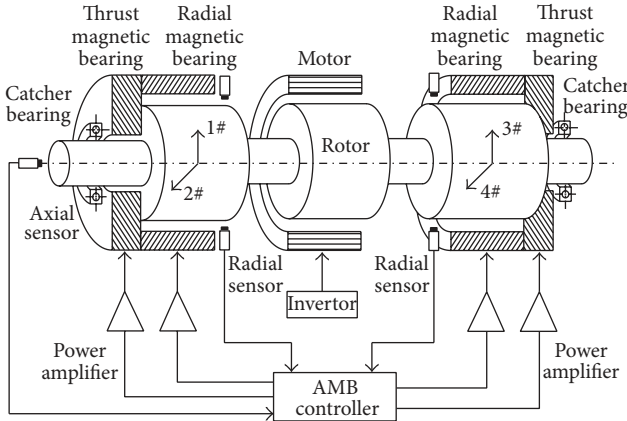 Thrust
magnetic
bearing
Radial
magnetic
bearing
Motor
Radial
magnetic
bearing
Thrust
magnetic
bearing
Catcher
bearing
Catcher
bearing
1#
2#
Rotor
3#
4#
Axial
sensor
Radial
sensor
Invertor
Radial
sensor
Power
amplifier
AMB
controller
Power
amplifier